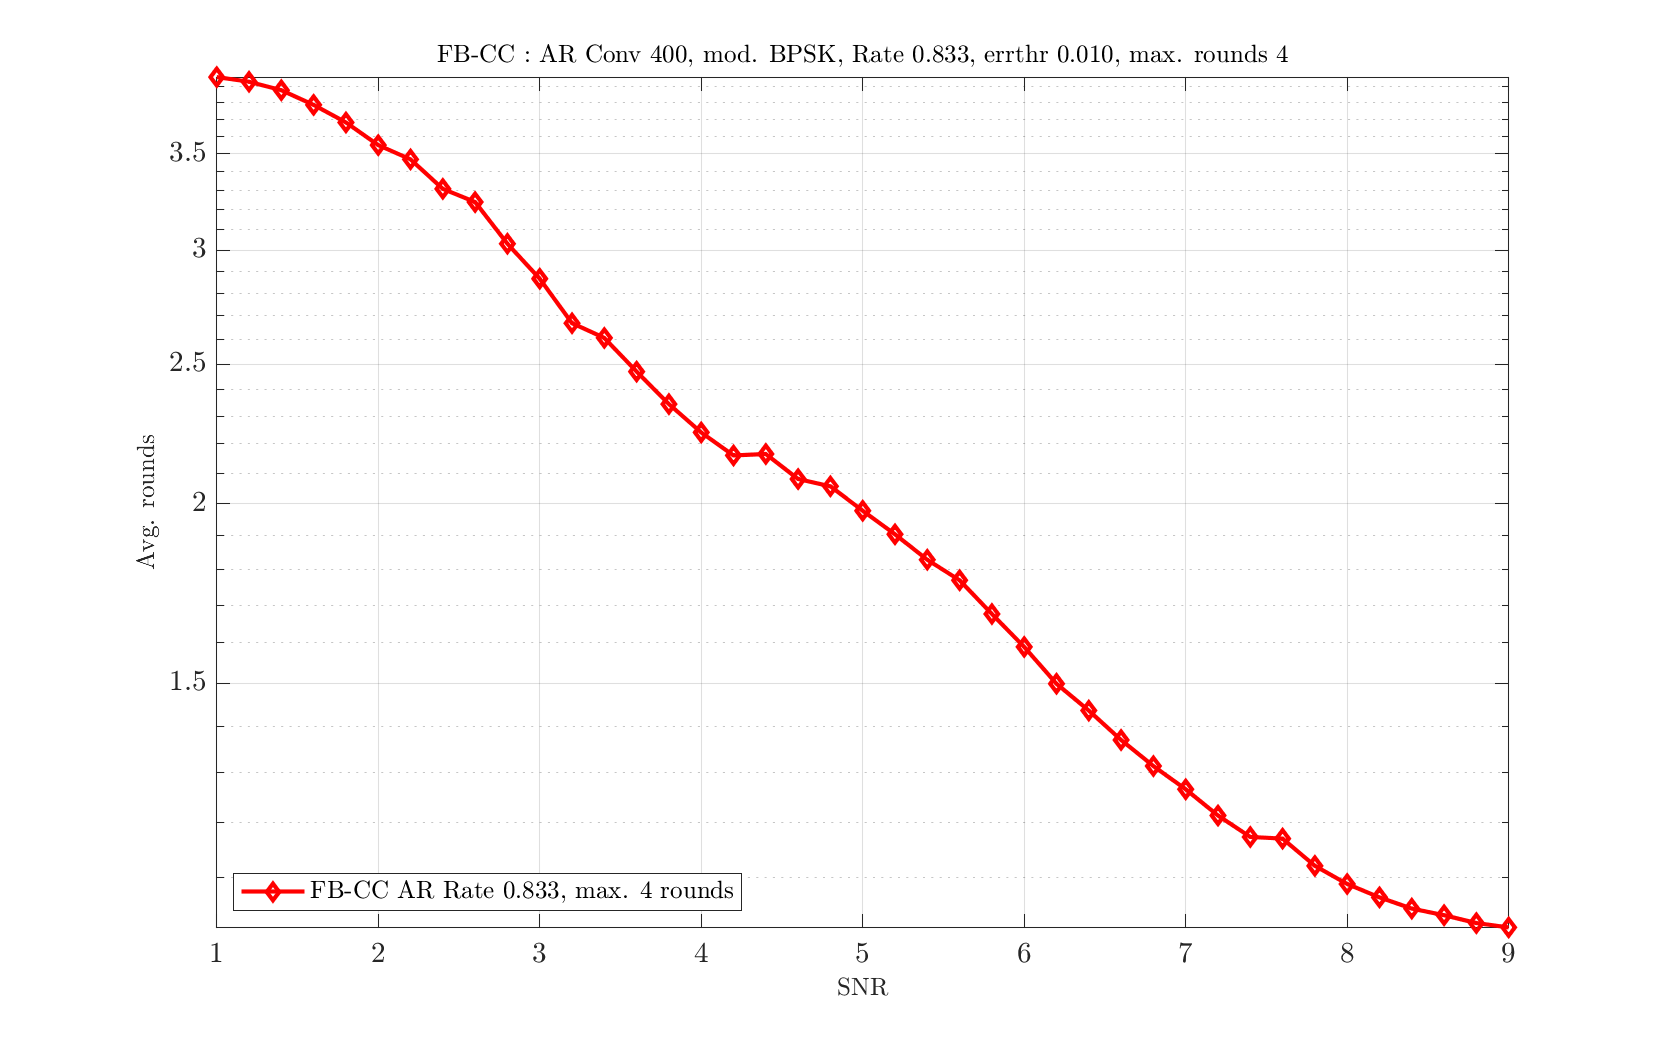 FB-CC : AR Conv 400, mod. BPSK, Rate 0.833, errthr 0.010, max. rounds 4
3.5
3
2.5
2
1.5
Avg. rounds
FB-CC AR Rate 0.833, max. 4 rounds
1 2 3 4 5 6 7 8 9
SNR